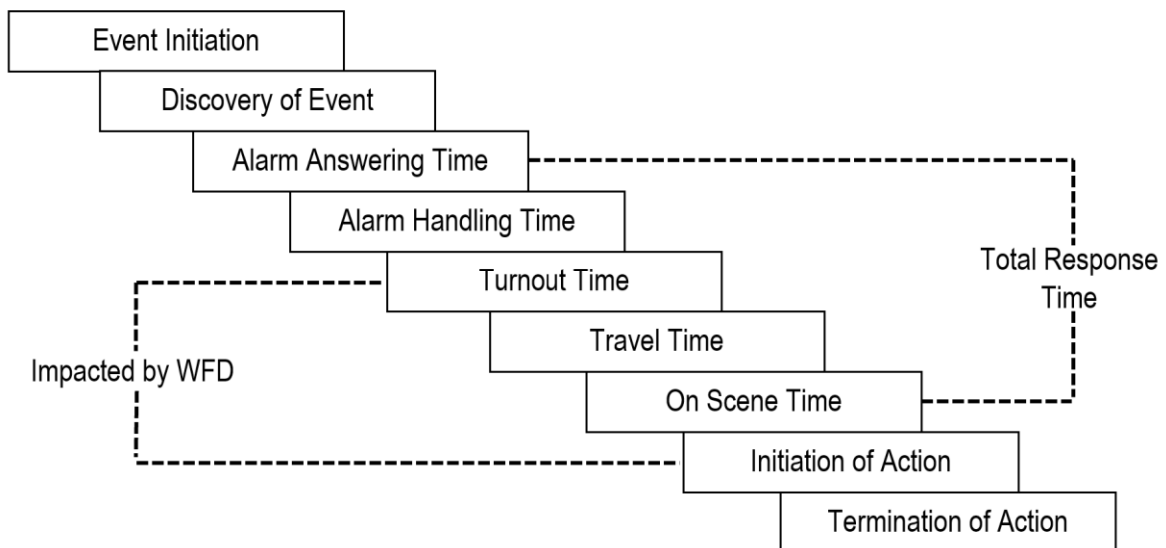 Event Initiation
Discovery of Event
Alarm Answering Time
Alarm Handling Time
Turnout Time
Total Response
Time
Travel Time
Impacted by WFD
On Scene Time
Initiation of Action
Termination of Action